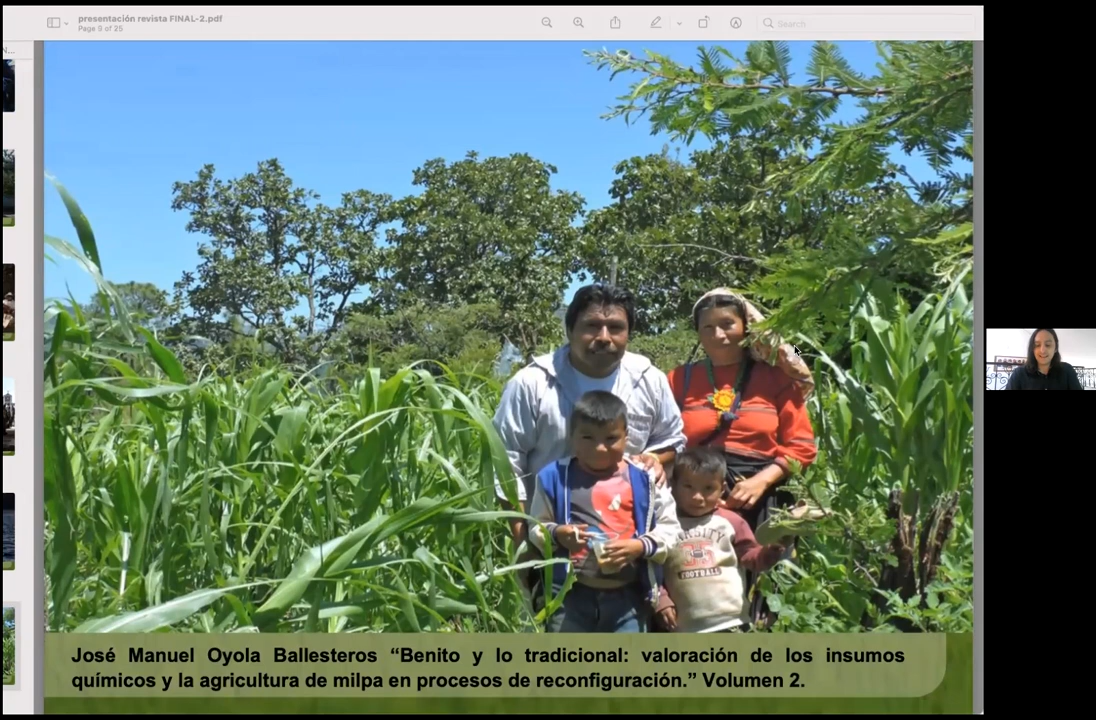 presentación revista FINAL-2.pdf
Page 9 of 25
Search
N...
SITY
FOOTBALL
José Manuel Oyola Ballesteros “Benito y lo tradicional: valoración de los insumos
químicos y la agricultura de milpa en procesos de reconfiguración.” Volumen 2.